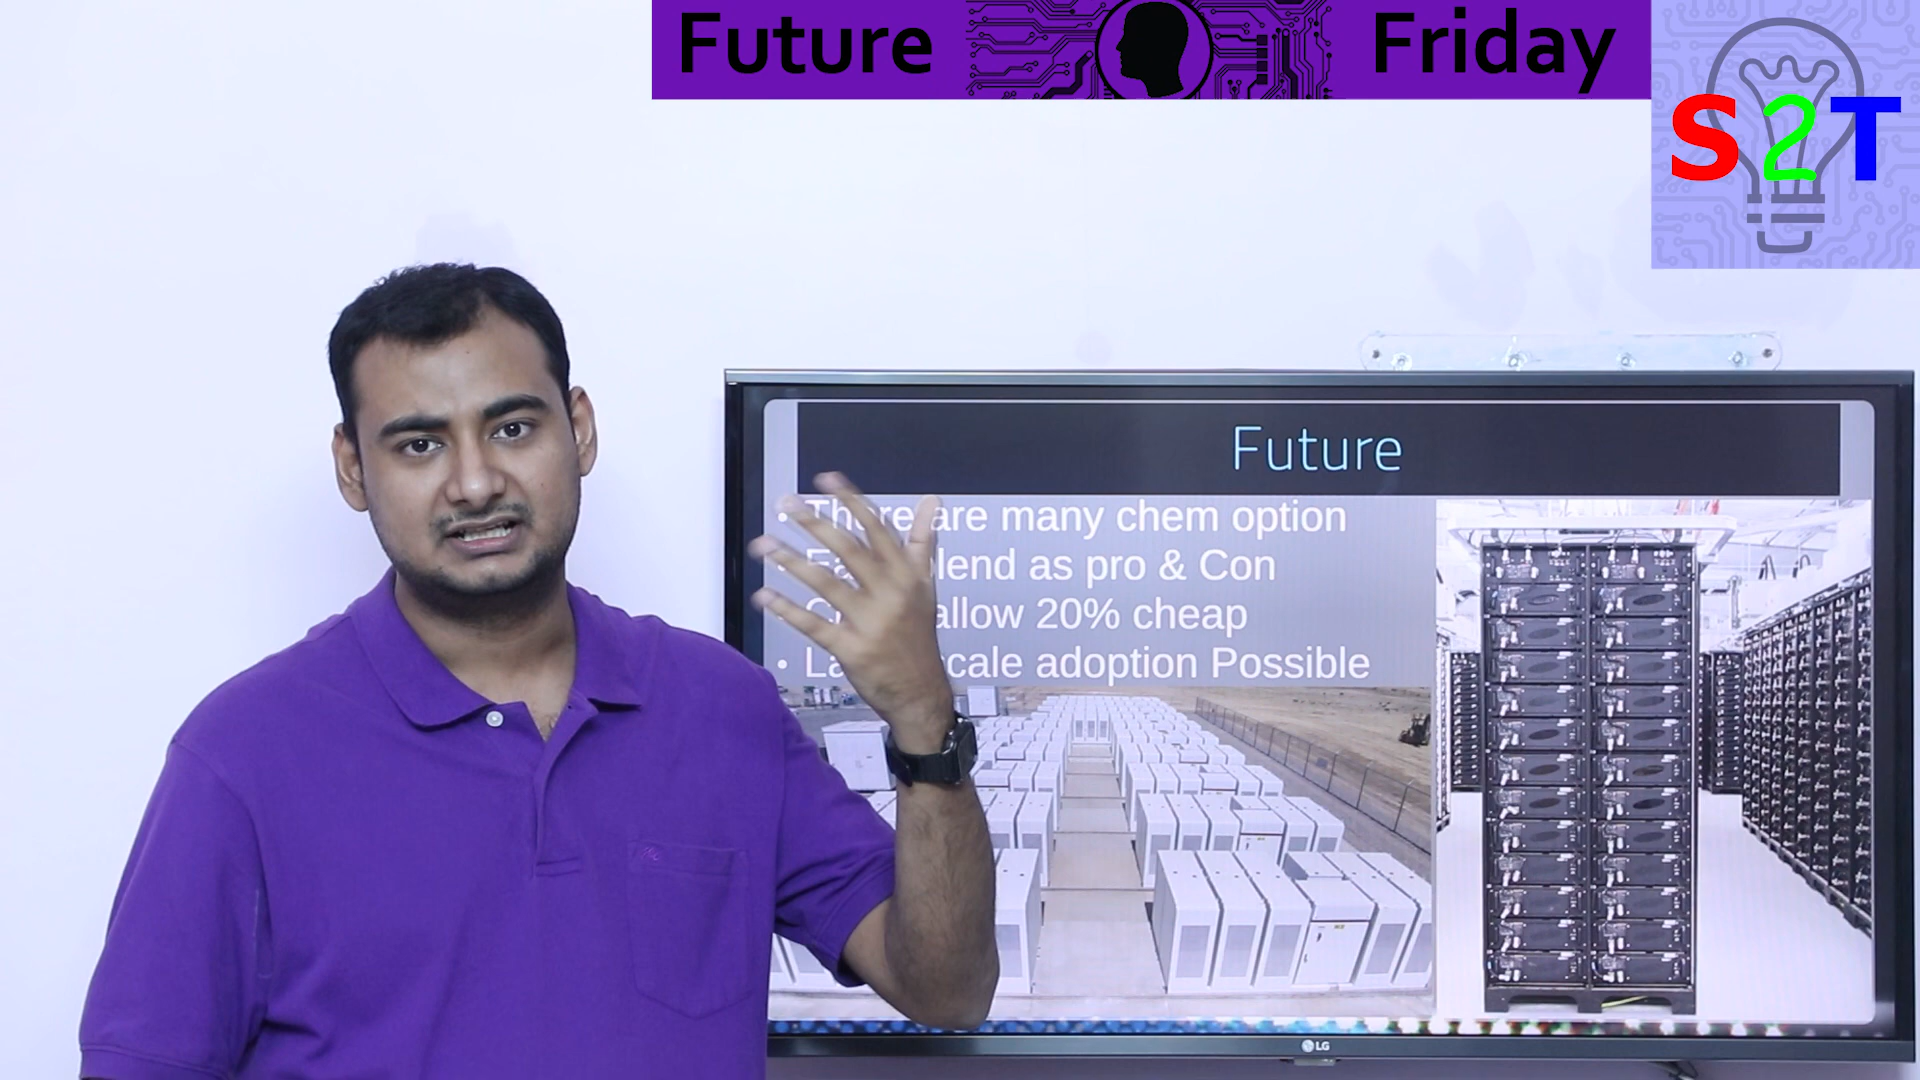 Future Friday
S2T
Future
• There are many chem option
• lend as pro & Con
• allow 20% cheap
• scale adoption Possible
LG